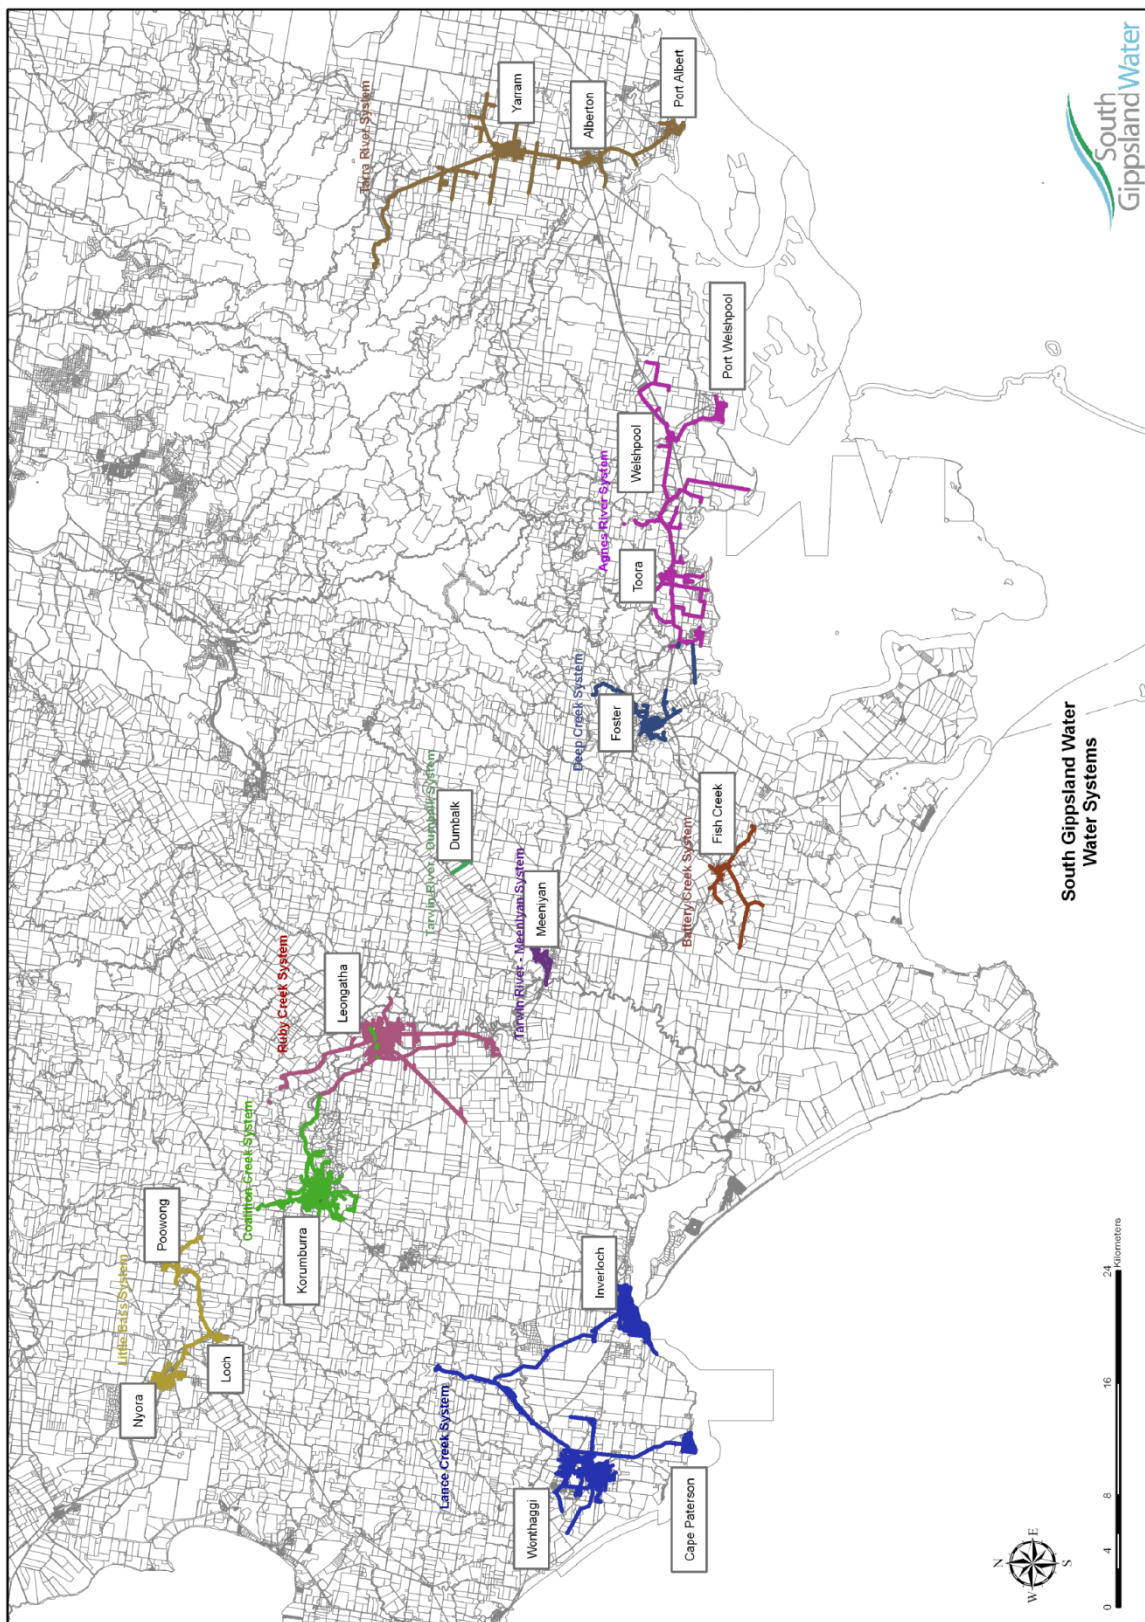 Nyora
Little Bass System
Poowong
Loch
Coalition Creek System
Korumburra
Ruby Creek System
Leongatha
Tarra River System
Yarram
Alberton
Port Albert
Tarwin River - Dumbalk System
Dumbalk
Lance Creek System
Wonthaggi
Inverloch
Cape Paterson
Tarwin River - Meeniyan System
Meeniyan
Deep Creek System
Foster
Agnes River System
Toora
Welshpool
Port Welshpool
Battery Creek System
Fish Creek
N
E
S
W
0 4 8 16 24
Kilometers
South Gippsland Water
Water Systems
South
Gippsland Water